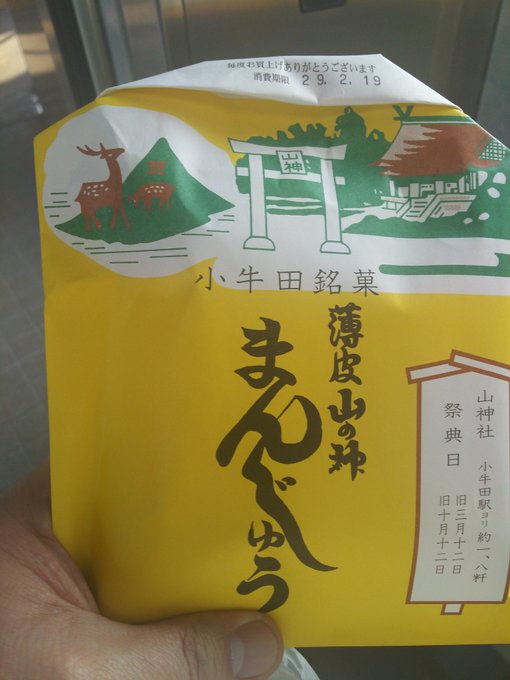 毎度お買上げありがとうございます
消費期限 29.2.19
山神
小牛田銘菓
薄皮山の神
まんじゅう
山神社 小牛田駅ヨリ約一、八粁
祭典日
旧三月十二日
旧十月十二日